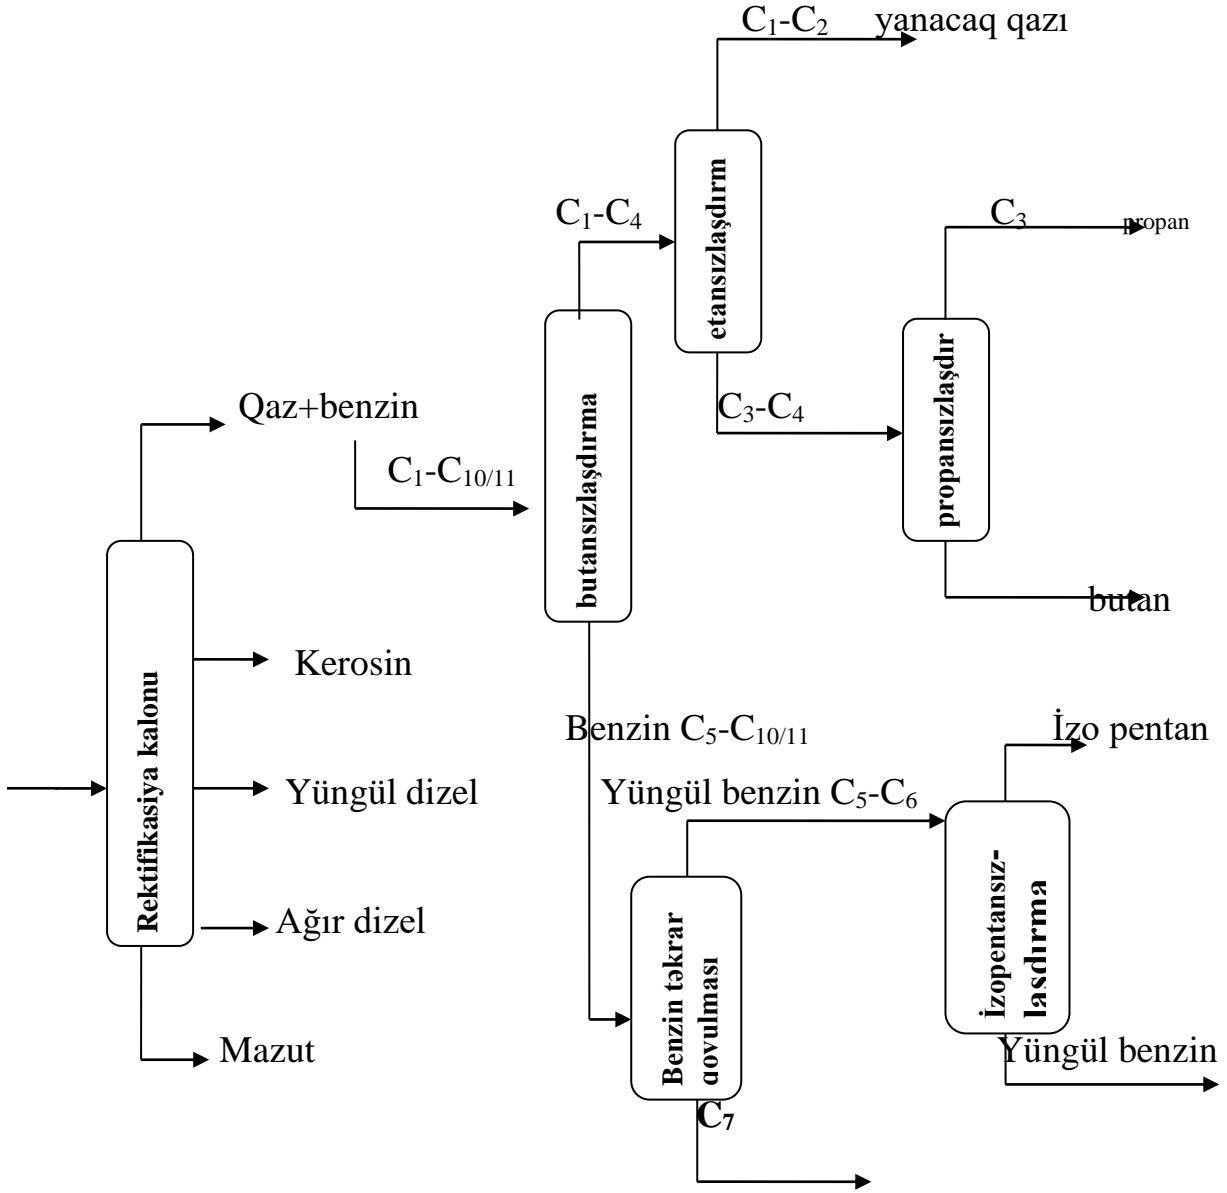 C1-C2
yanacaq qazı
etansızlaşdırm
C1-C4
C3
propan
butansızlaşdırma
propansızlaşdır
Qaz+benzin
C3-C4
C1-C10/11
butan
Rektifikasiya kalonu
Kerosin
Benzin C5-C10/11
İzo pentan
Yüngül dizel
Yüngül benzin C5-C6
İzopentansız-
laşdırma
Benzin təkrar
qovulması
Ağır dizel
Mazut
Yüngül benzin
C7